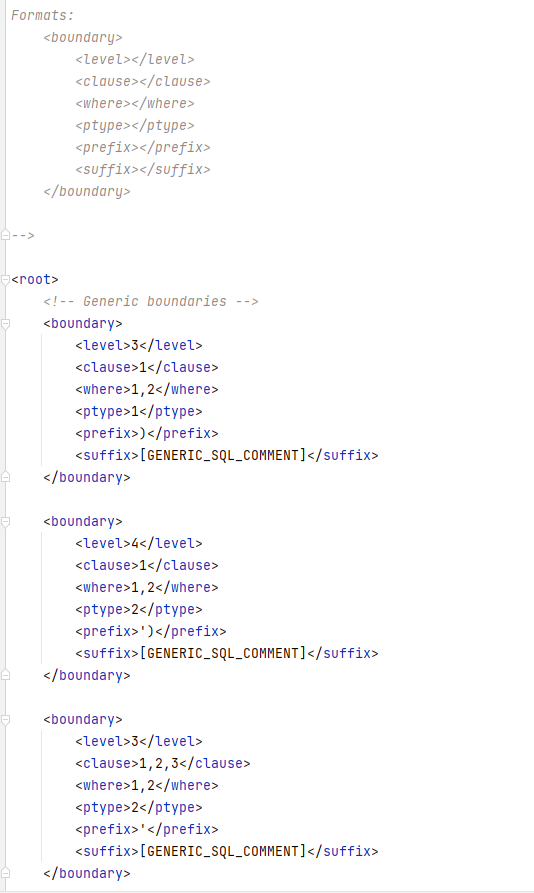 Formats:
    <boundary>
        <level></level>
        <clause></clause>
        <where></where>
        <ptype></ptype>
        <prefix></prefix>
        <suffix></suffix>
    </boundary>
-->
<root>
    <!-- Generic boundaries -->
    <boundary>
        <level>3</level>
        <clause>1</clause>
        <where>1,2</where>
        <ptype>1</ptype>
        <prefix>)</prefix>
        <suffix>[GENERIC_SQL_COMMENT]</suffix>
    </boundary>
    <boundary>
        <level>4</level>
        <clause>1</clause>
        <where>1,2</where>
        <ptype>2</ptype>
        <prefix>')</prefix>
        <suffix>[GENERIC_SQL_COMMENT]</suffix>
    </boundary>
    <boundary>
        <level>3</level>
        <clause>1,2,3</clause>
        <where>1,2</where>
        <ptype>2</ptype>
        <prefix>'</prefix>
        <suffix>[GENERIC_SQL_COMMENT]</suffix>
    </boundary>